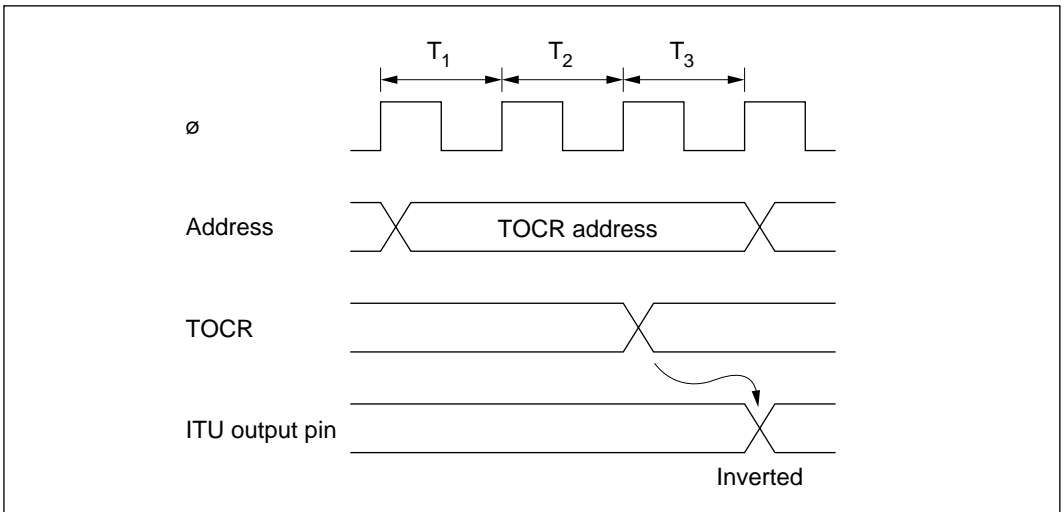 T1 T2 T3
ø
Address TOCR address
TOCR
ITU output pin
Inverted